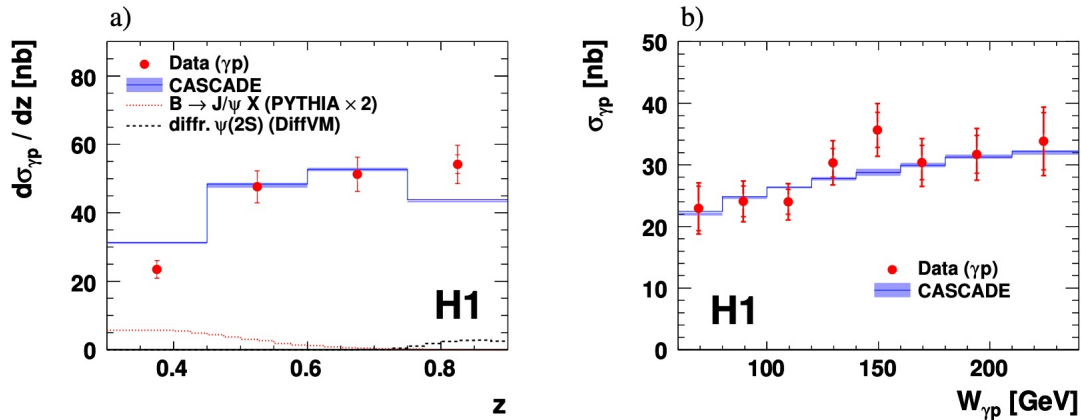 a)
dσγp / dz [nb]
80
60
40
20
0
Data (γp)
CASCADE
B → J/ψ X (PYTHIA × 2)
diffr. ψ(2S) (DiffVM)
H1
0.4 0.6 0.8
z
b)
σγp [nb]
50
40
30
20
10
0
Data (γp)
CASCADE
H1
100 150 200
Wγp [GeV]